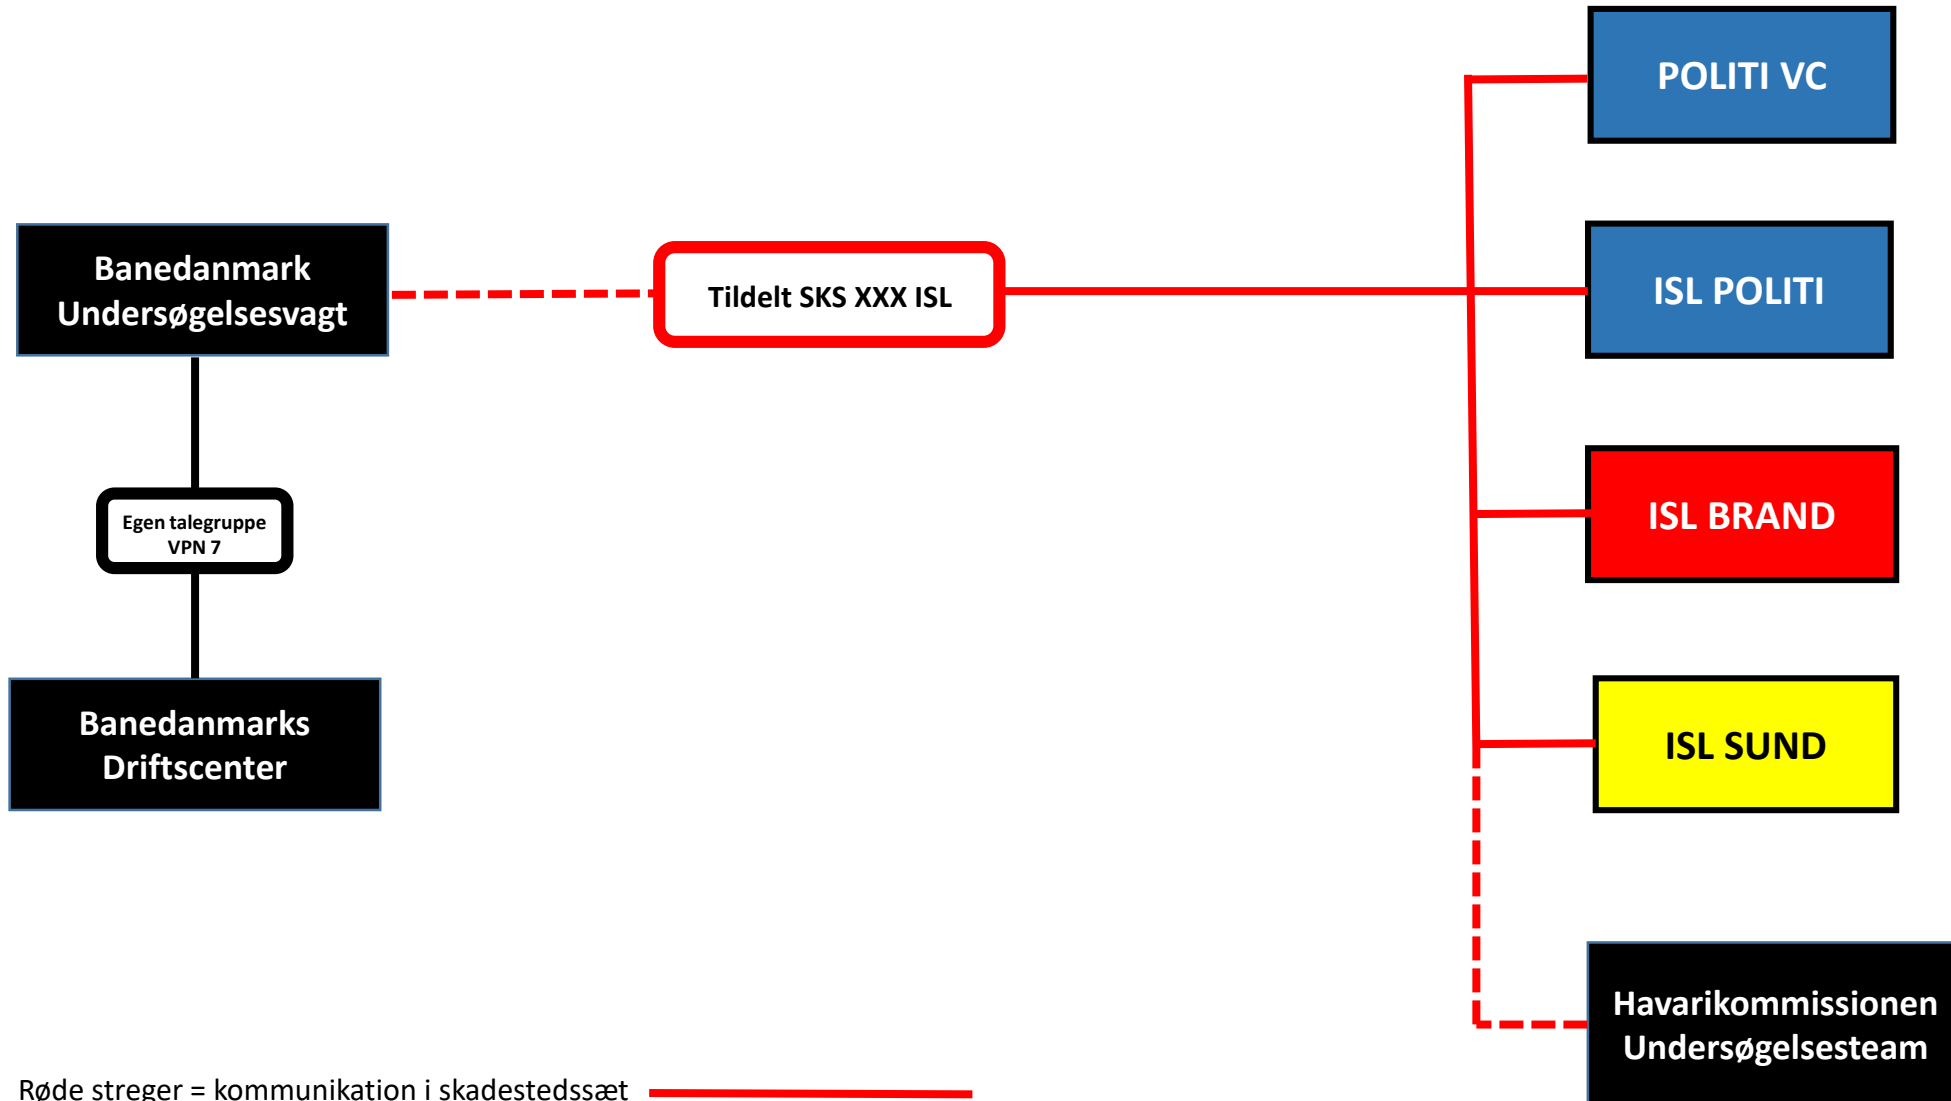 POLITI VC
Banedanmark
Undersøgelsesvagt
Tildelt SKS XXX ISL
ISL POLITI
Egen talegruppe
VPN 7
ISL BRAND
Banedanmarks
Driftscenter
ISL SUND
Havarikommissionen
Undersøgelsesteam
Røde streger = kommunikation i skadestedssæt